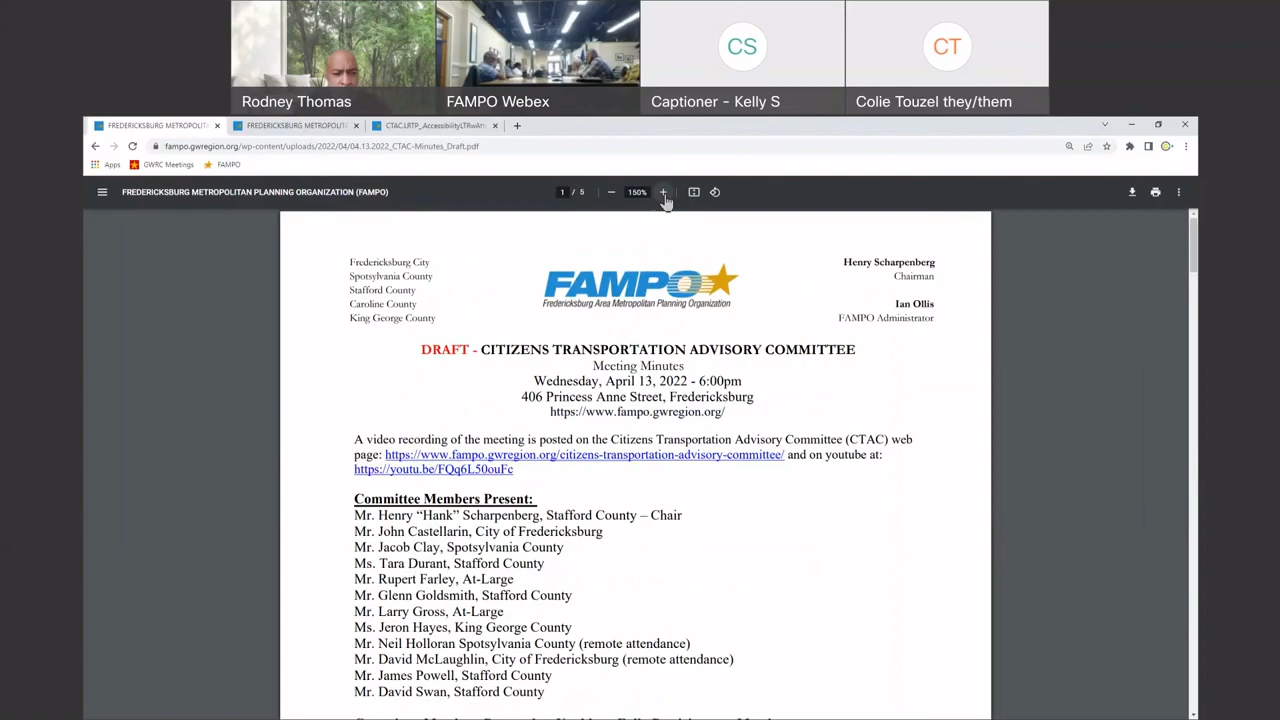 CS
CT
Rodney Thomas
FAMPO Webex
Captioner - Kelly S
Colie Touzel they/them
FREDERICKSBURG METROPOLIT
FREDERICKSBURG METROPOLIT
CTAC.LRTP_AccessibilityLTRwAm
fampo.gwregion.org/wp-content/uploads/2022/04/04.13.2022_CTAC-Minutes_Draft.pdf
Apps
GWRC Meetings
FAMPO
FREDERICKSBURG METROPOLITAN PLANNING ORGANIZATION (FAMPO)
1 / 5
150%
Fredericksburg City
Spotsylvania County
Stafford County
Caroline County
King George County
FAMPO
Fredericksburg Area Metropolitan Planning Organization
Henry Scharpenberg
Chairman
Ian Ollis
FAMPO Administrator
DRAFT - CITIZENS TRANSPORTATION ADVISORY COMMITTEE
Meeting Minutes
Wednesday, April 13, 2022 - 6:00pm
406 Princess Anne Street, Fredericksburg
https://www.fampo.gwregion.org/
A video recording of the meeting is posted on the Citizens Transportation Advisory Committee (CTAC) web
page: https://www.fampo.gwregion.org/citizens-transportation-advisory-committee/ and on youtube at:
https://youtu.be/FQq6L50ouFc
Committee Members Present:
Mr. Henry “Hank” Scharpenberg, Stafford County – Chair
Mr. John Castellarin, City of Fredericksburg
Mr. Jacob Clay, Spotsylvania County
Ms. Tara Durant, Stafford County
Mr. Rupert Farley, At-Large
Mr. Glenn Goldsmith, Stafford County
Mr. Larry Gross, At-Large
Ms. Jeron Hayes, King George County
Mr. Neil Holloran Spotsylvania County (remote attendance)
Mr. David McLaughlin, City of Fredericksburg (remote attendance)
Mr. James Powell, Stafford County
Mr. David Swan, Stafford County